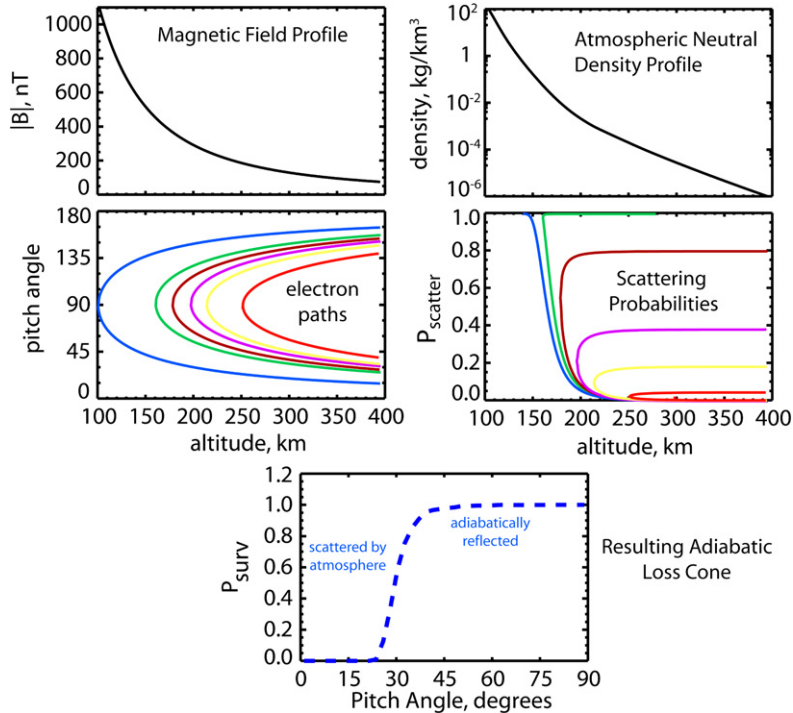 Magnetic Field Profile
|B|, nT
1000
800
600
400
200
0
Atmospheric Neutral
Density Profile
density, kg/km³
10²
1
10⁻²
10⁻⁴
10⁻⁶
electron
paths
pitch angle
180
135
90
45
0
100 150 200 250 300 350 400
altitude, km
Scattering
Probabilities
P_scatter
1.0
0.8
0.6
0.4
0.2
0.0
100 150 200 250 300 350 400
altitude, km
P_surv
1.2
1.0
0.8
0.6
0.4
0.2
0.0
scattered by
atmosphere
adiabatically
reflected
0 15 30 45 60 75 90
Pitch Angle, degrees
Resulting Adiabatic
Loss Cone